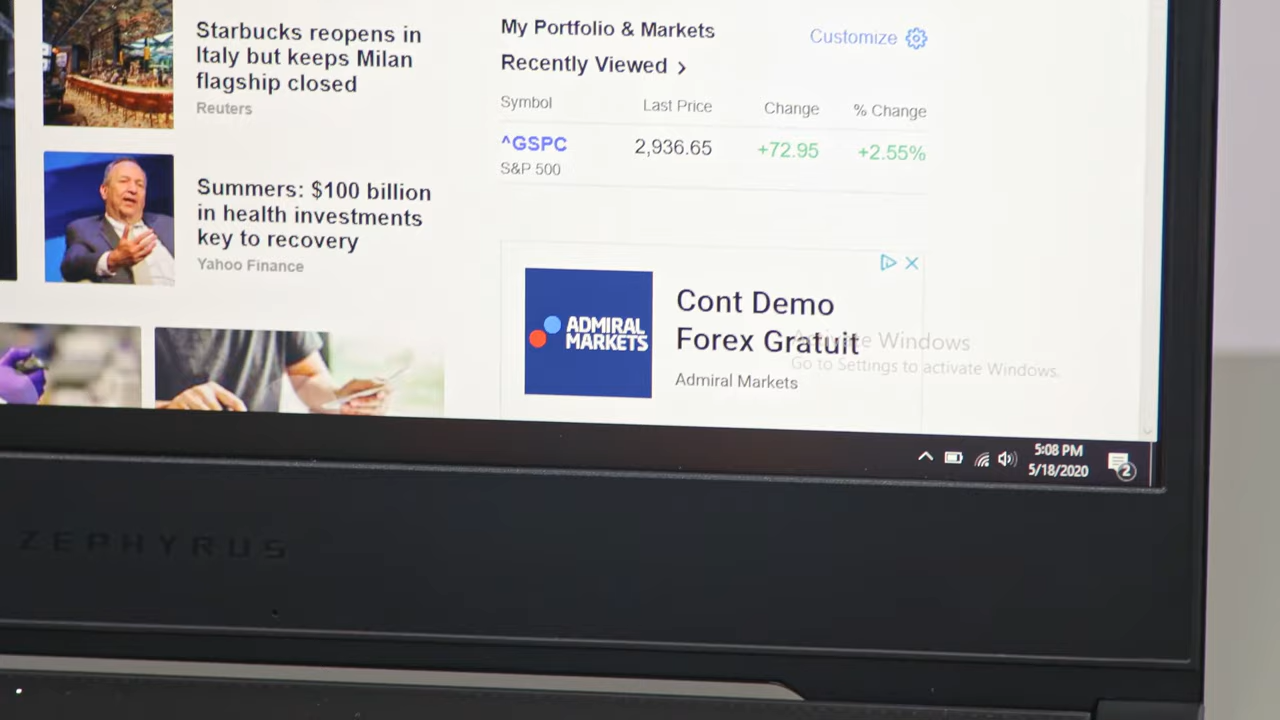 Starbucks reopens in
Italy but keeps Milan
flagship closed
Reuters
Summers: $100 billion
in health investments
key to recovery
Yahoo Finance
My Portfolio & Markets
Customize
Recently Viewed >
Symbol Last Price Change % Change
^GSPC 2,936.65 +72.95 +2.55%
S&P 500
ADMIRAL
MARKETS
Cont Demo
Forex Gratuit
Admiral Markets
Activate Windows
Go to Settings to activate Windows.
5:08 PM
5/18/2020
2
ZEPHYRUS